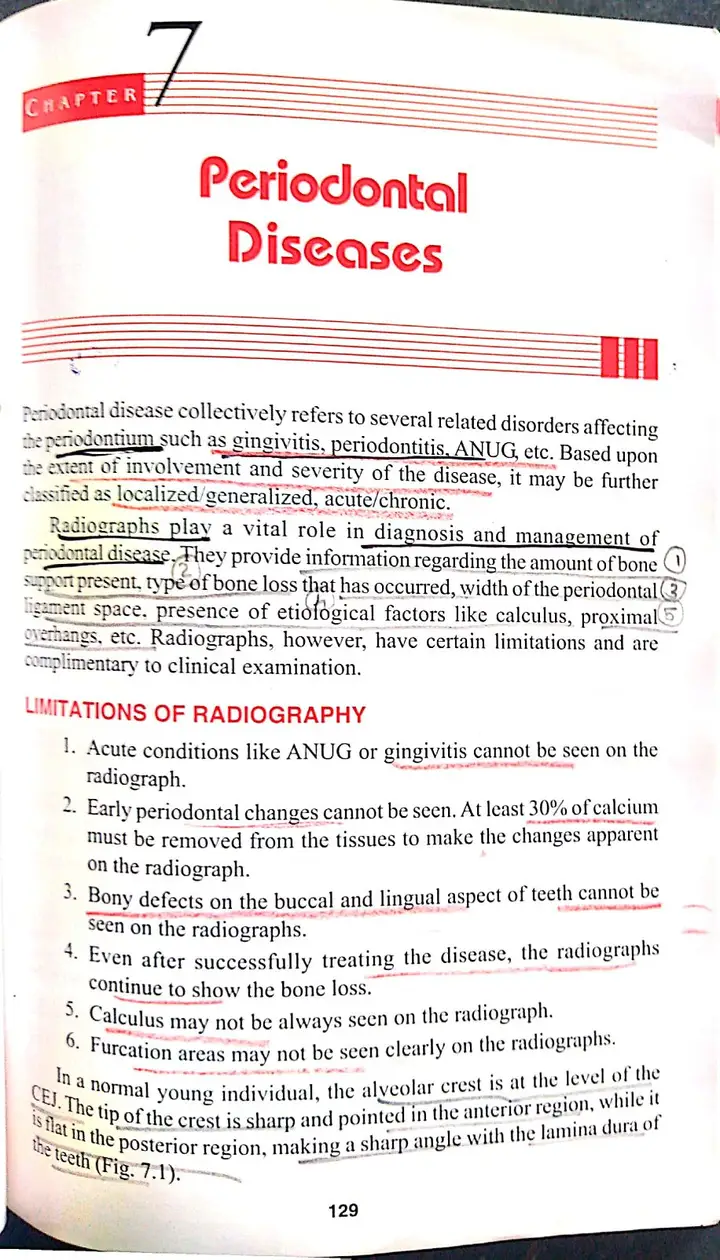 CHAPTER 7
Periodontal
Diseases
Periodontal disease collectively refers to several related disorders affecting
the periodontium such as gingivitis, periodontitis, ANUG, etc. Based upon
the extent of involvement and severity of the disease, it may be further
classified as localized/generalized, acute/chronic.
Radiographs play a vital role in diagnosis and management of
periodontal disease. They provide information regarding the amount of bone 1
2
support present, type of bone loss that has occurred, width of the periodontal 3
4
ligament space, presence of etiological factors like calculus, proximal 5
overhangs, etc. Radiographs, however, have certain limitations and are
complimentary to clinical examination.
LIMITATIONS OF RADIOGRAPHY
1. Acute conditions like ANUG or gingivitis cannot be seen on the
radiograph.
2. Early periodontal changes cannot be seen. At least 30% of calcium
must be removed from the tissues to make the changes apparent
on the radiograph.
3. Bony defects on the buccal and lingual aspect of teeth cannot be
seen on the radiographs.
4. Even after successfully treating the disease, the radiographs
continue to show the bone loss.
5. Calculus may not be always seen on the radiograph.
6. Furcation areas may not be seen clearly on the radiographs.
In a normal young individual, the alveolar crest is at the level of the
CEJ. The tip of the crest is sharp and pointed in the anterior region, while it
is flat in the posterior region, making a sharp angle with the lamina dura of
the teeth (Fig. 7.1).
129